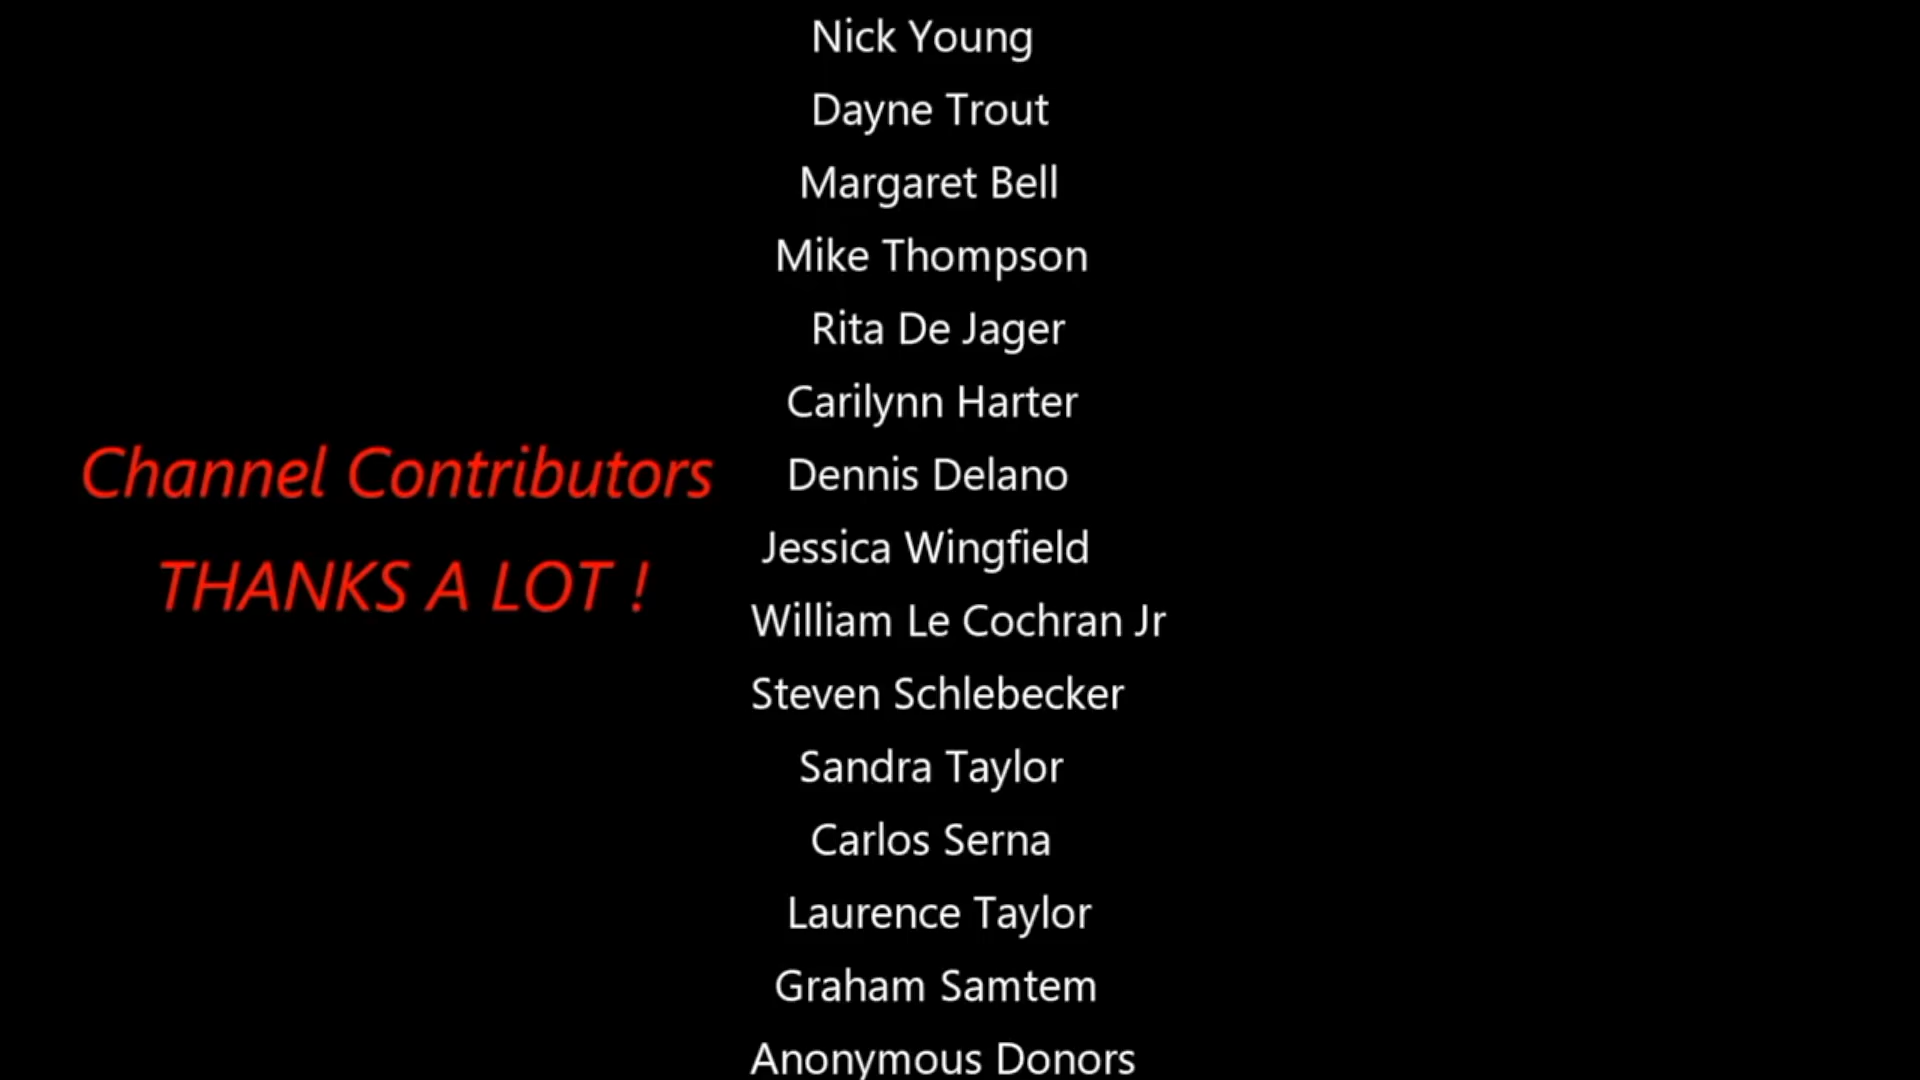 Channel Contributors
THANKS A LOT !
Nick Young
Dayne Trout
Margaret Bell
Mike Thompson
Rita De Jager
Carilynn Harter
Dennis Delano
Jessica Wingfield
William Le Cochran Jr
Steven Schlebecker
Sandra Taylor
Carlos Serna
Laurence Taylor
Graham Samtem
Anonymous Donors